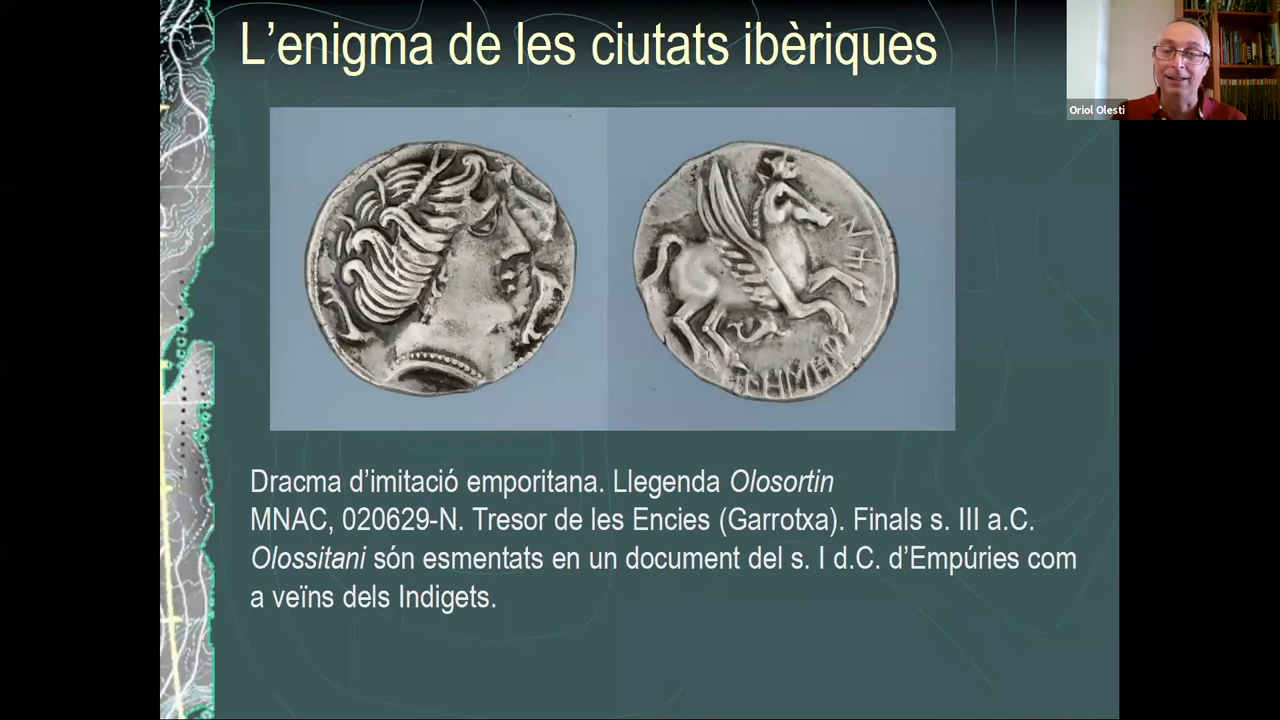 L’enigma de les ciutats ibèriques
Oriol Olesti
Dracma d’imitació emporitana. Llegenda Olosortin
MNAC, 020629-N. Tresor de les Encies (Garrotxa). Finals s. III a.C.
Olossitani són esmentats en un document del s. I d.C. d’Empúries com
a veïns dels Indigets.